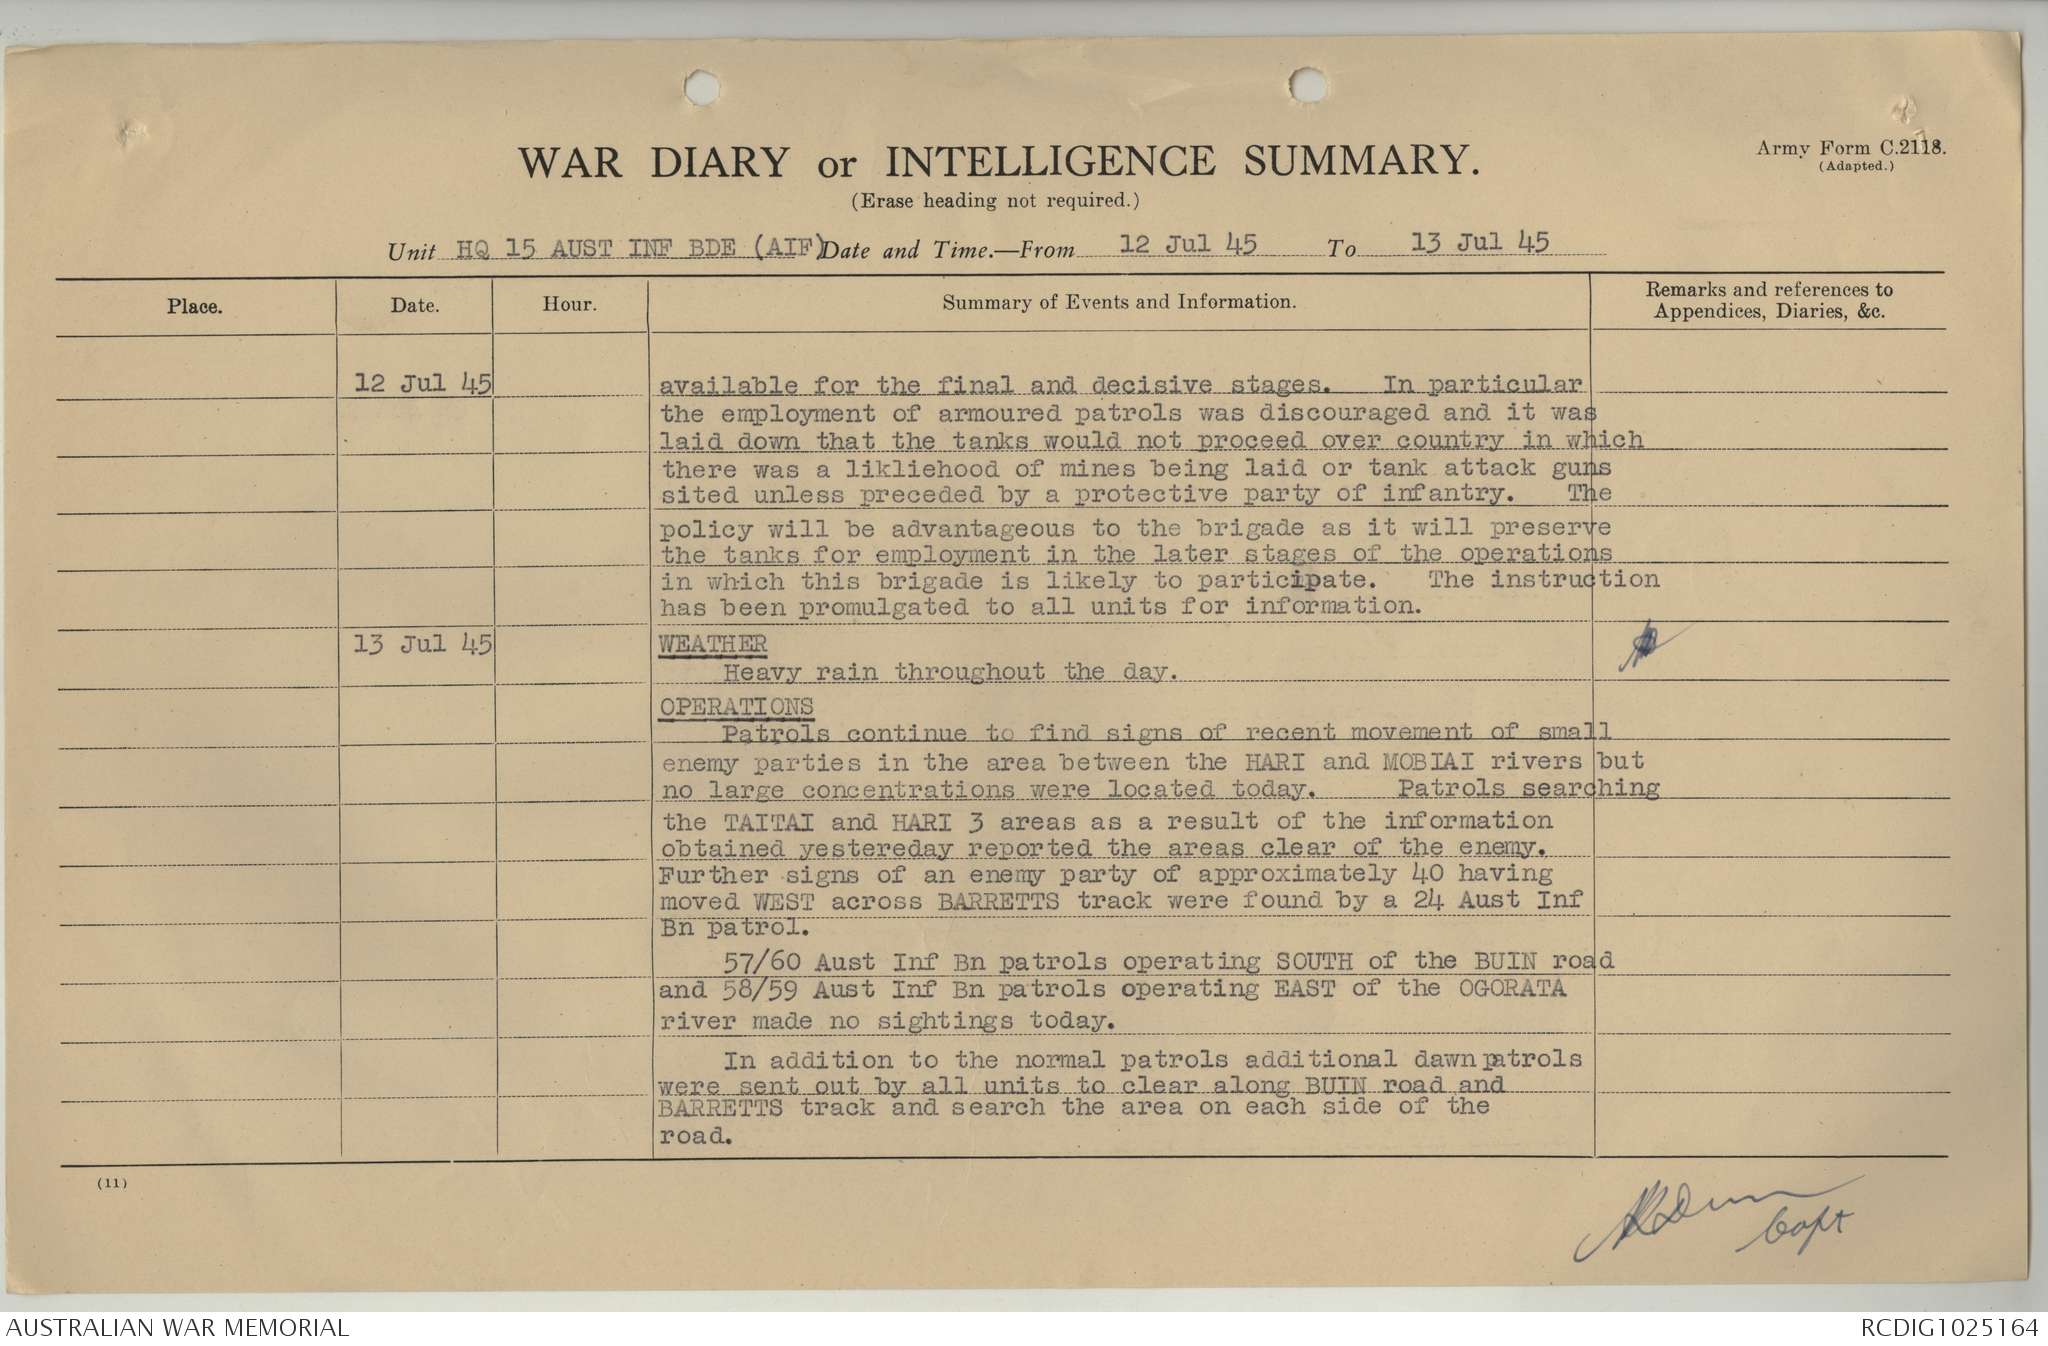 WAR DIARY or INTELLIGENCE SUMMARY.
Army Form C.2118.
(Adapted.)
(Erase heading not required.)
Unit HQ 15 AUST INF BDE (AIF) Date and Time.—From 12 Jul 45 To 13 Jul 45
Place. Date. Hour. Summary of Events and Information. Remarks and references to Appendices, Diaries, &c.
12 Jul 45 available for the final and decisive stages. In particular
the employment of armoured patrols was discouraged and it was
laid down that the tanks would not proceed over country in which
there was a likliehood of mines being laid or tank attack guns
sited unless preceded by a protective party of infantry. The
policy will be advantageous to the brigade as it will preserve
the tanks for employment in the later stages of the operations
in which this brigade is likely to participate. The instruction
has been promulgated to all units for information.
13 Jul 45 WEATHER
Heavy rain throughout the day.
OPERATIONS
Patrols continue to find signs of recent movement of small
enemy parties in the area between the HARI and MOBIAI rivers but
no large concentrations were located today. Patrols searching
the TAITAI and HARI 3 areas as a result of the information
obtained yestereday reported the areas clear of the enemy.
Further signs of an enemy party of approximately 40 having
moved WEST across BARRETTS track were found by a 24 Aust Inf
Bn patrol.
57/60 Aust Inf Bn patrols operating SOUTH of the BUIN road
and 58/59 Aust Inf Bn patrols operating EAST of the OGORATA
river made no sightings today.
In addition to the normal patrols additional dawn patrols
were sent out by all units to clear along BUIN road and
BARRETTS track and search the area on each side of the
road.
(11)
Capt
AUSTRALIAN WAR MEMORIAL
RCDIG1025164